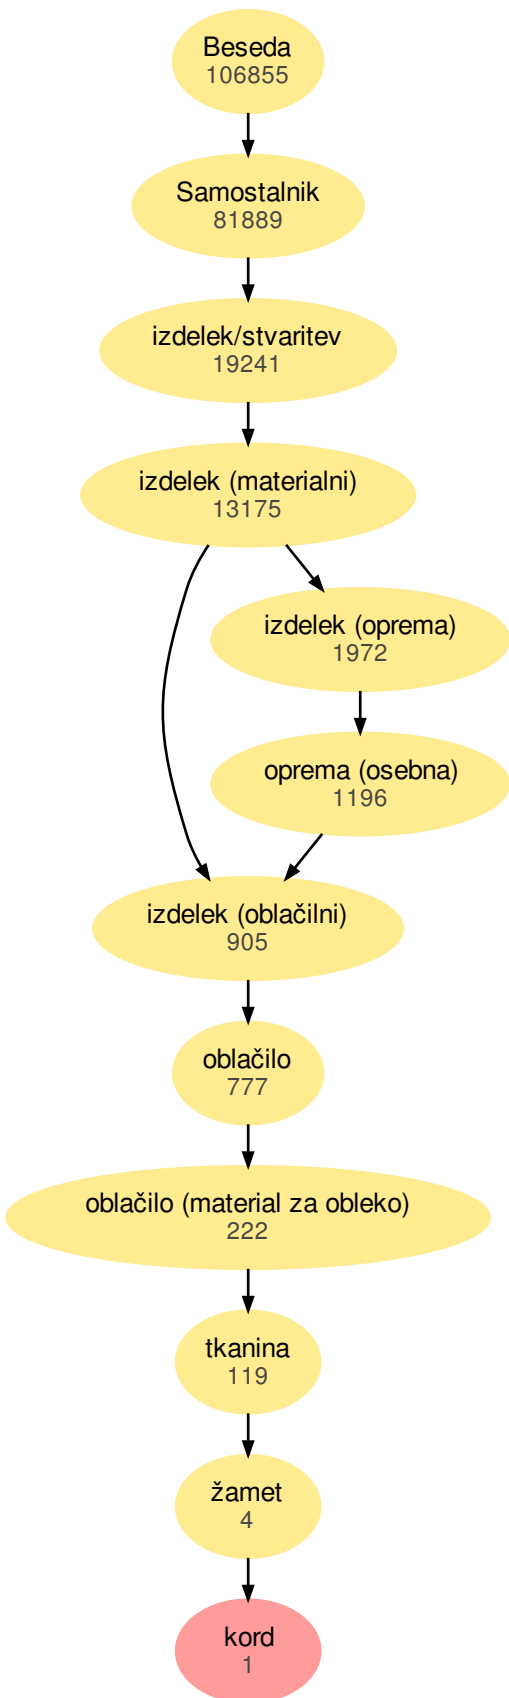 Beseda
106855
Samostalnik
81889
izdelek/stvaritev
19241
izdelek (materialni)
13175
izdelek (oprema)
1972
oprema (osebna)
1196
izdelek (oblačilni)
905
oblačilo
777
oblačilo (material za obleko)
222
tkanina
119
žamet
4
kord
1